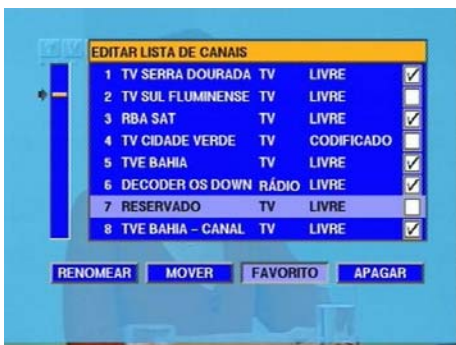 TV
EDITAR LISTA DE CANAIS
1 TV SERRA DOURADA TV LIVRE
2 TV SUL FLUMINENSE TV LIVRE
3 RBA SAT TV LIVRE
4 TV CIDADE VERDE TV CODIFICADO
5 TVE BAHIA TV LIVRE
6 DECODER OS DOWN RÁDIO LIVRE
7 RESERVADO TV LIVRE
8 TVE BAHIA – CANAL TV LIVRE
RENOMEAR MOVER FAVORITO APAGAR